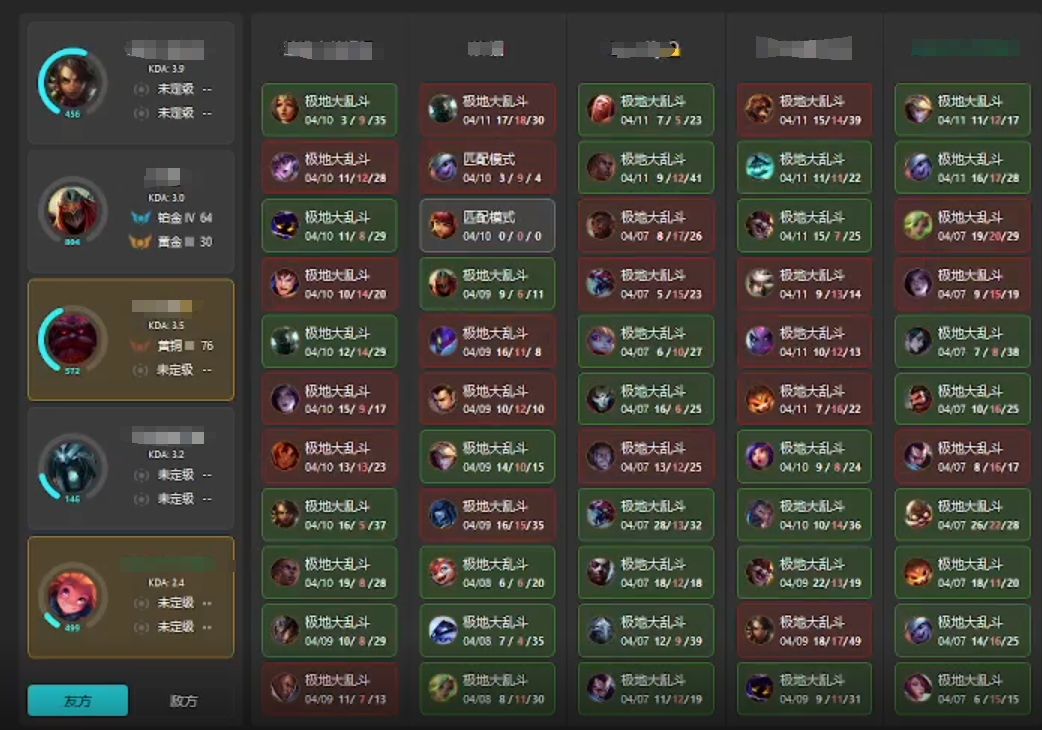 KDA: 3.9
未定级 --
未定级 --
456
KDA: 3.0
铂金 IV 64
黄金 30
894
KDA: 3.5
黄铜 76
未定级 --
572
KDA: 3.2
未定级 --
未定级 --
146
KDA: 2.4
未定级 --
未定级 --
499
友方
敌方
极地大乱斗
04/10 3 / 9 / 35
极地大乱斗
04/10 11/12/28
极地大乱斗
04/10 11/ 8 /29
极地大乱斗
04/10 10/14/20
极地大乱斗
04/10 12/14/29
极地大乱斗
04/10 15/ 9 /17
极地大乱斗
04/10 13/13/23
极地大乱斗
04/10 16/ 5 /37
极地大乱斗
04/10 19/ 8 /28
极地大乱斗
04/09 10/ 8 /29
极地大乱斗
04/09 11/ 7 /13
极地大乱斗
04/11 17/18/30
匹配模式
04/10 3 / 9 / 4
匹配模式
04/10 0 / 0 / 0
极地大乱斗
04/09 9 / 6 /11
极地大乱斗
04/09 16/11/ 8
极地大乱斗
04/09 10/12/10
极地大乱斗
04/09 14/10/15
极地大乱斗
04/09 16/15/35
极地大乱斗
04/08 6 / 6 /20
极地大乱斗
04/08 7 / 4 /35
极地大乱斗
04/08 8 /11/30
极地大乱斗
04/11 7 / 5 /23
极地大乱斗
04/11 9 /12/41
极地大乱斗
04/07 8 /17/26
极地大乱斗
04/07 5 /15/23
极地大乱斗
04/07 6 /10/27
极地大乱斗
04/07 16/ 6 /25
极地大乱斗
04/07 13/12/25
极地大乱斗
04/07 28/13/32
极地大乱斗
04/07 18/12/18
极地大乱斗
04/07 12/ 9 /39
极地大乱斗
04/07 11/12/19
极地大乱斗
04/11 15/14/39
极地大乱斗
04/11 11/11/22
极地大乱斗
04/11 15/ 7 /25
极地大乱斗
04/11 9 /13/14
极地大乱斗
04/11 10/12/13
极地大乱斗
04/11 7 /16/22
极地大乱斗
04/10 9 / 8 /24
极地大乱斗
04/10 10/14/36
极地大乱斗
04/09 22/13/19
极地大乱斗
04/09 18/17/49
极地大乱斗
04/09 9 /11/31
极地大乱斗
04/11 11/12/17
极地大乱斗
04/11 16/17/28
极地大乱斗
04/07 19/20/29
极地大乱斗
04/07 9 /15/19
极地大乱斗
04/07 7 / 8 /38
极地大乱斗
04/07 10/16/25
极地大乱斗
04/07 8 /16/17
极地大乱斗
04/07 26/22/28
极地大乱斗
04/07 18/11/20
极地大乱斗
04/07 14/16/25
极地大乱斗
04/07 6 /15/15